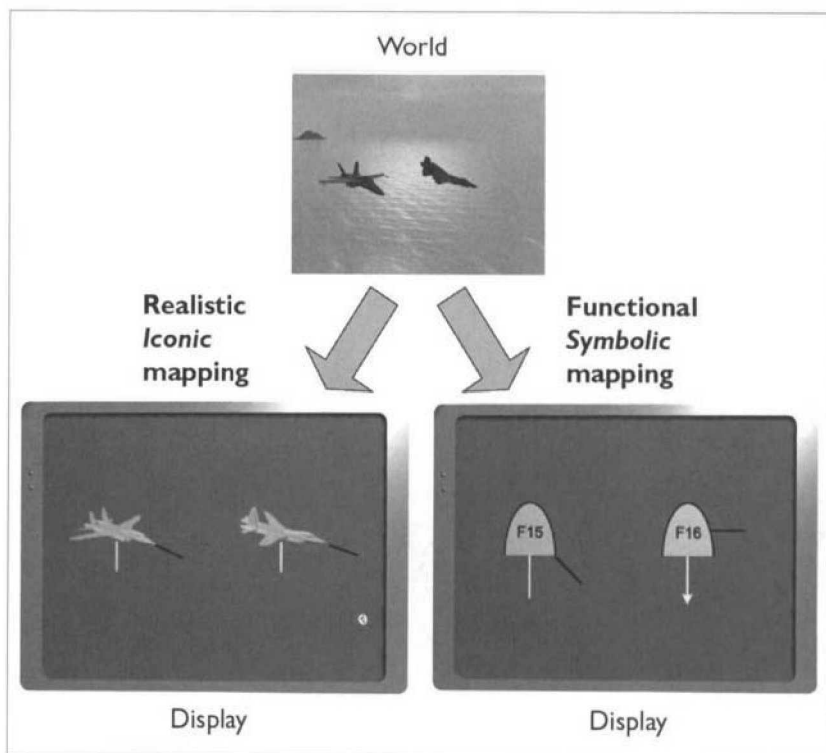 World
Realistic
Iconic
mapping
Functional
Symbolic
mapping
F15
F16
Display
Display